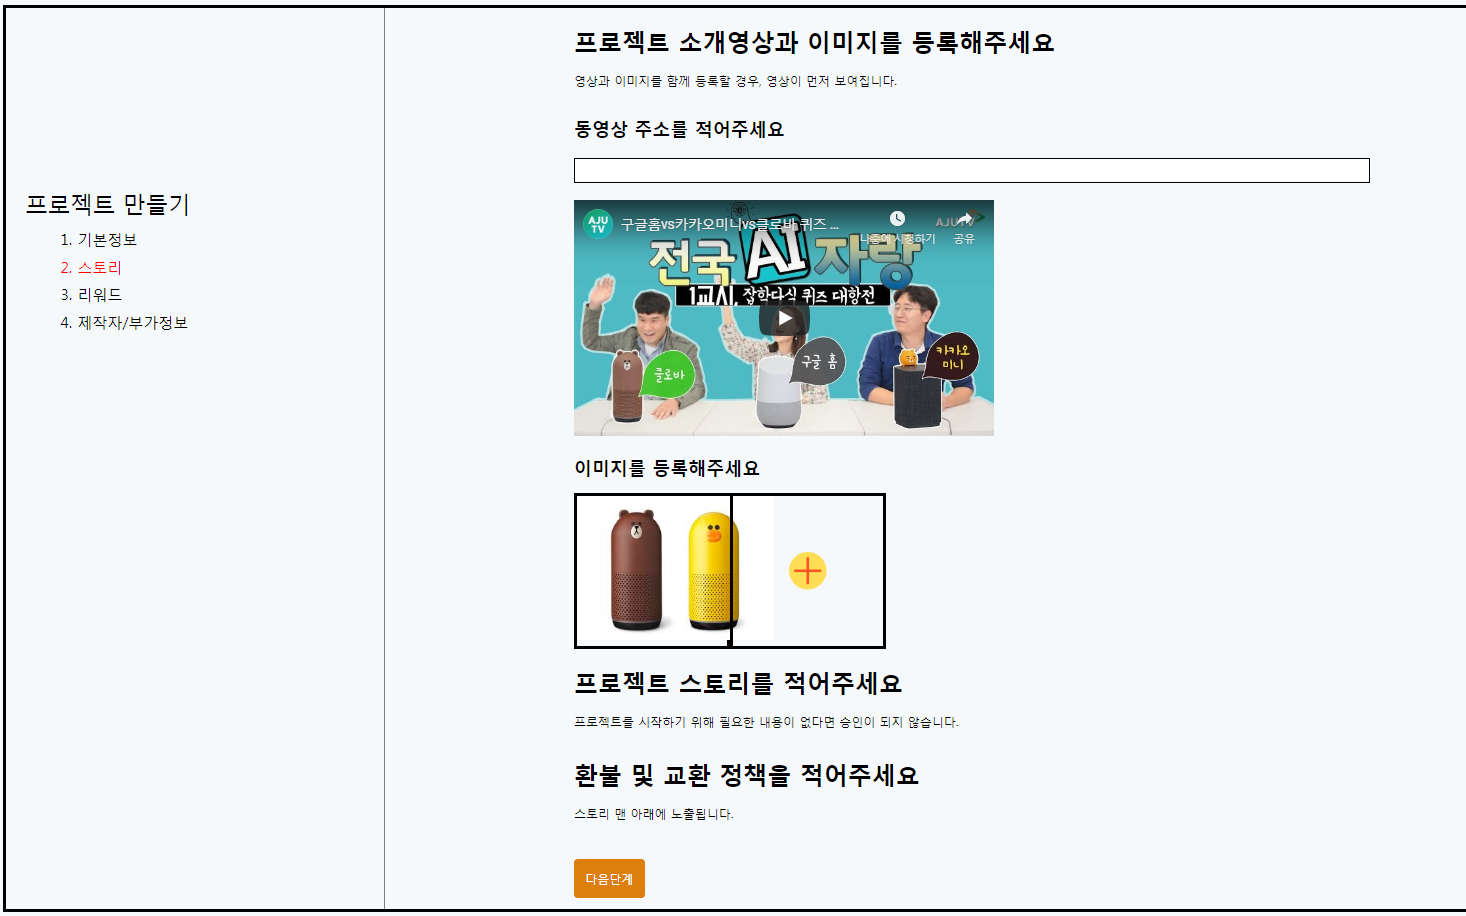 프로젝트 만들기
1. 기본정보
2. 스토리
3. 리워드
4. 제작자/부가정보
프로젝트 소개영상과 이미지를 등록해주세요
영상과 이미지를 함께 등록할 경우, 영상이 먼저 보여집니다.
동영상 주소를 적어주세요
AJU TV
구글홈vs카카오미니vs클로바 퀴즈 ...
나중에 시청하기
공유
AJUTV
전국 AI 자랑
1교시, 잡학다식 퀴즈 대항전
클로바
구글 홈
카카오
미니
이미지를 등록해주세요
프로젝트 스토리를 적어주세요
프로젝트를 시작하기 위해 필요한 내용이 없다면 승인이 되지 않습니다.
환불 및 교환 정책을 적어주세요
스토리 맨 아래에 노출됩니다.
다음단계